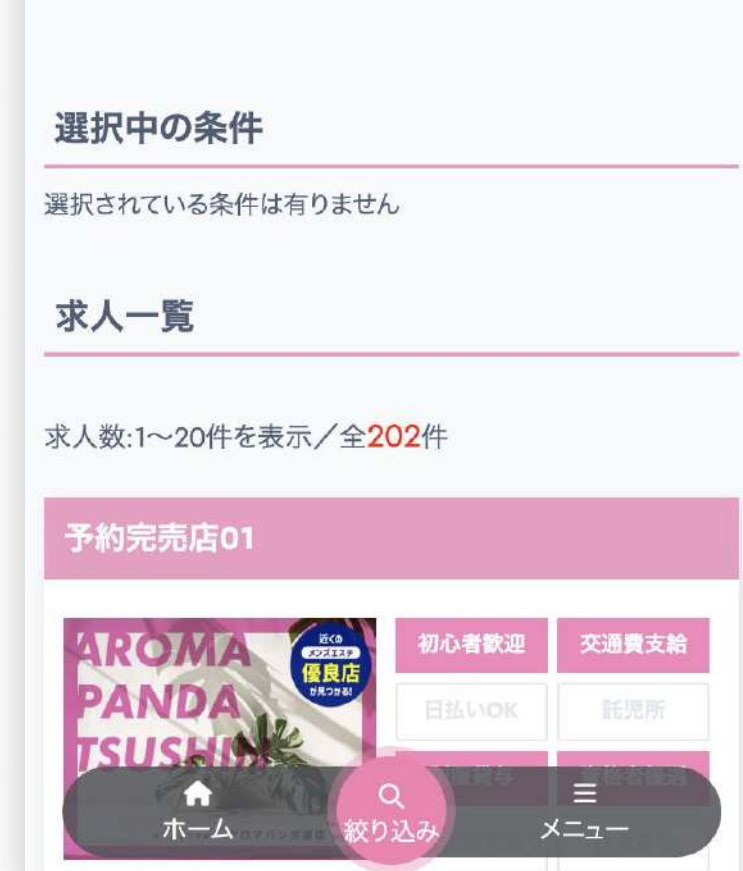 選択中の条件
選択されている条件は有りません
求人一覧
求人数:1〜20件を表示／全202件
予約完売店01
AROMA
PANDA
TSUSHIN
近くの
メンズエステ
優良店
が見つかる!
初心者歓迎
交通費支給
日払いOK
託児所
ホーム
絞り込み
メニュー